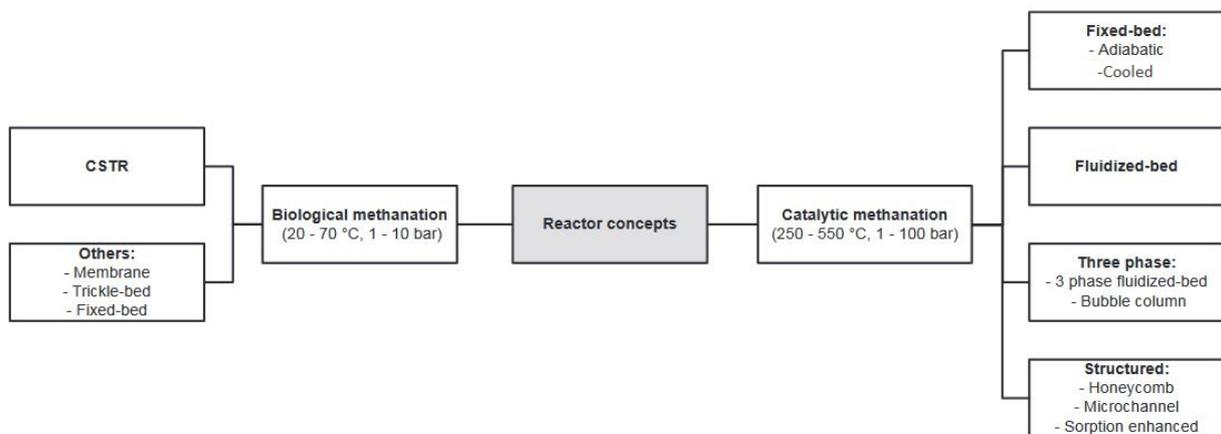 CSTR
Others:
- Membrane
- Trickle-bed
- Fixed-bed
Biological methanation
(20 - 70 °C, 1 - 10 bar)
Reactor concepts
Catalytic methanation
(250 - 550 °C, 1 - 100 bar)
Fixed-bed:
- Adiabatic
-Cooled
Fluidized-bed
Three phase:
- 3 phase fluidized-bed
- Bubble column
Structured:
- Honeycomb
- Microchannel
- Sorption enhanced